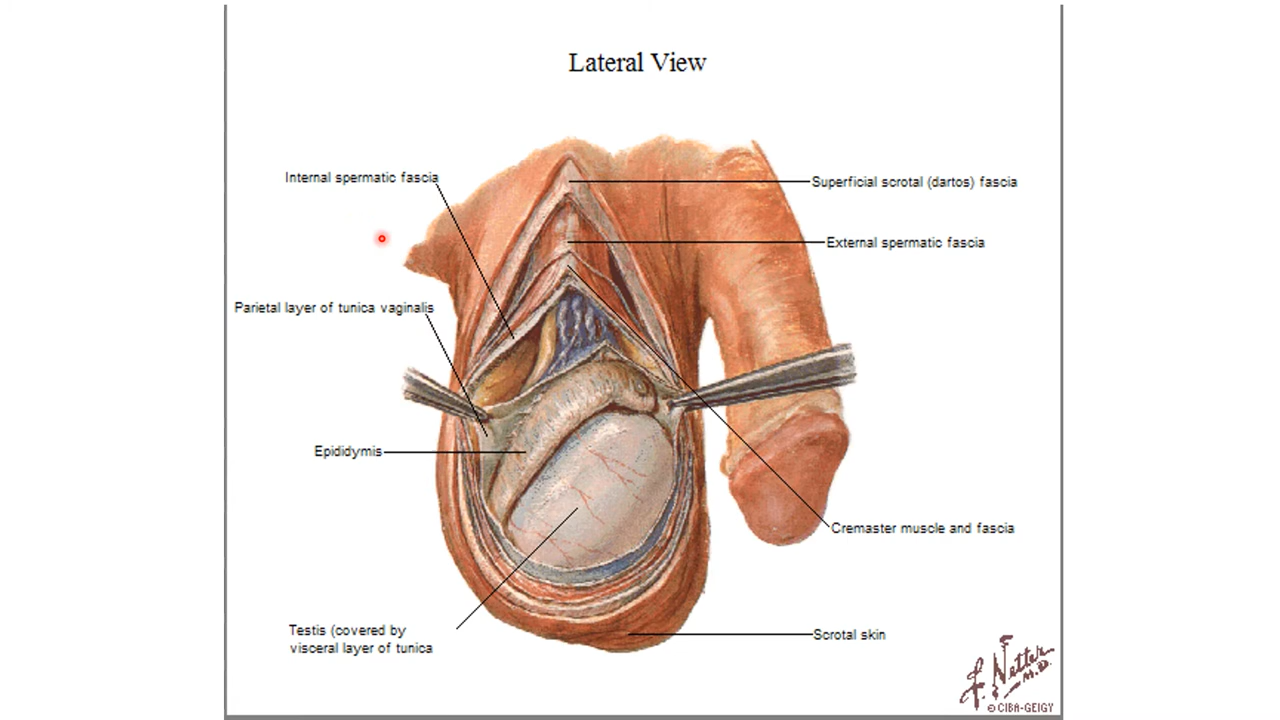 Lateral View
Internal spermatic fascia
Superficial scrotal (dartos) fascia
External spermatic fascia
Parietal layer of tunica vaginalis
Epididymis
Cremaster muscle and fascia
Testis (covered by
visceral layer of tunica
Scrotal skin
F. Netter
M.D.
© CIBA-GEIGY